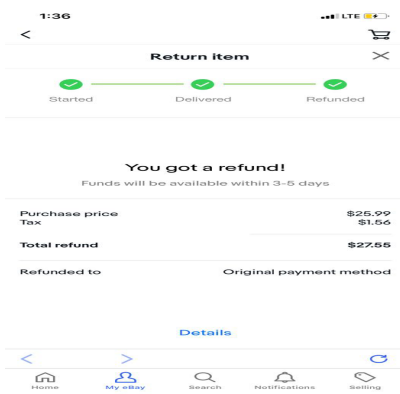 1:36
LTE
Return item
Started Delivered Refunded
You got a refund!
Funds will be available within 3-5 days
Purchase price $25.99
Tax $1.56
Total refund $27.55
Refunded to Original payment method
Details
Home My eBay Search Notifications Selling